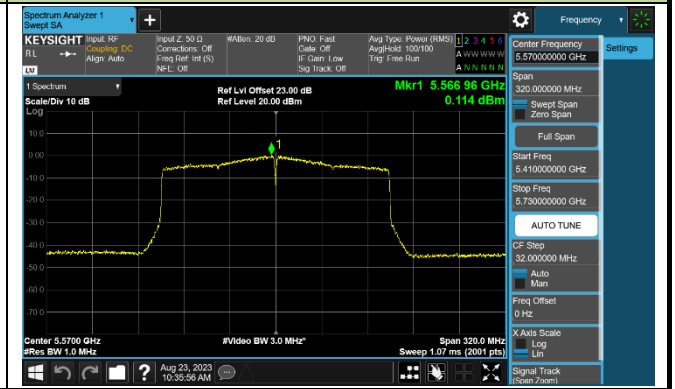 Spectrum Analyzer 1
Swept SA
Frequency
KEYSIGHT
RL
Input: RF
Coupling: DC
Align: Auto
Input Z: 50 Ω
Corrections: Off
Freq Ref: Int (S)
NFE: Off
#Atten: 20 dB
PNO: Fast
Gate: Off
IF Gain: Low
Sig Track: Off
Avg Type: Power (RMS)
Avg|Hold: 100/100
Trig: Free Run
1 2 3 4 5 6
A W W W W W
A N N N N N
Center Frequency
5.570000000 GHz
Settings
Span
320.000000 MHz
Swept Span
Zero Span
Full Span
Start Freq
5.410000000 GHz
Stop Freq
5.730000000 GHz
AUTO TUNE
CF Step
32.000000 MHz
Auto
Man
Freq Offset
0 Hz
X Axis Scale
Log
Lin
Signal Track
(Span Zoom)
1 Spectrum
Scale/Div 10 dB
Log
Ref Lvl Offset 23.00 dB
Ref Level 20.00 dBm
Mkr1 5.566 96 GHz
0.114 dBm
1
10.0
0.00
-10.0
-20.0
-30.0
-40.0
-50.0
-60.0
-70.0
Center 5.5700 GHz
#Res BW 1.0 MHz
#Video BW 3.0 MHz*
Span 320.0 MHz
Sweep 1.07 ms (2001 pts)
?
Aug 23, 2023
10:35:56 AM